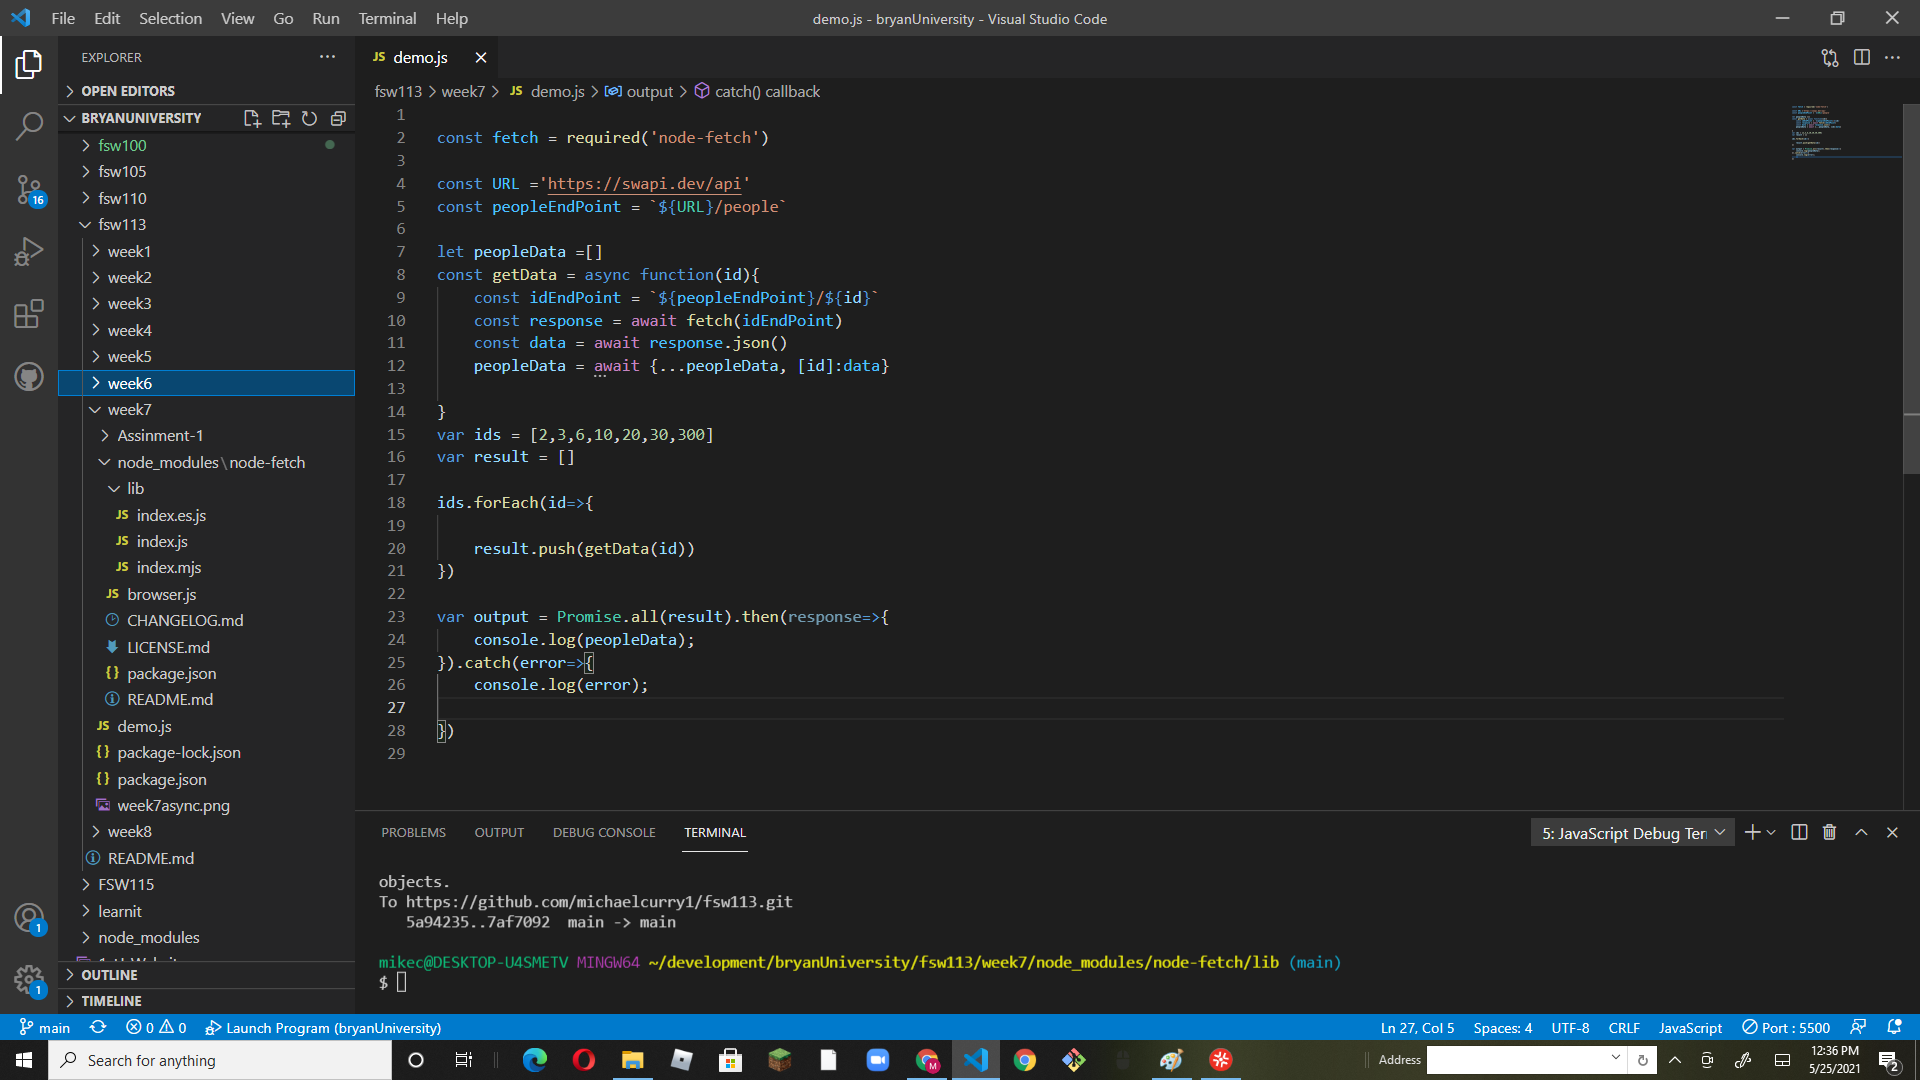 File Edit Selection View Go Run Terminal Help
demo.js - bryanUniversity - Visual Studio Code
EXPLORER
OPEN EDITORS
BRYANUNIVERSITY
fsw100
fsw105
fsw110
fsw113
week1
week2
week3
week4
week5
week6
week7
Assinment-1
node_modules\node-fetch
lib
JS index.es.js
JS index.js
JS index.mjs
JS browser.js
CHANGELOG.md
LICENSE.md
{} package.json
README.md
JS demo.js
{} package-lock.json
{} package.json
week7async.png
week8
README.md
FSW115
learnit
node_modules
OUTLINE
TIMELINE
16
1
1
JS demo.js
fsw113 > week7 > JS demo.js > output > catch() callback
1
2 const fetch = required('node-fetch')
3
4 const URL ='https://swapi.dev/api'
5 const peopleEndPoint = `${URL}/people`
6
7 let peopleData =[]
8 const getData = async function(id){
9 const idEndPoint = `${peopleEndPoint}/${id}`
10 const response = await fetch(idEndPoint)
11 const data = await response.json()
12 peopleData = await {...peopleData, [id]:data}
13
14 }
15 var ids = [2,3,6,10,20,30,300]
16 var result = []
17
18 ids.forEach(id=>{
19
20 result.push(getData(id))
21 })
22
23 var output = Promise.all(result).then(response=>{
24 console.log(peopleData);
25 }).catch(error=>{
26 console.log(error);
27
28 })
29
PROBLEMS OUTPUT DEBUG CONSOLE TERMINAL
5: JavaScript Debug Ter
objects.
To https://github.com/michaelcurry1/fsw113.git
5a94235..7af7092 main -> main
mikec@DESKTOP-U4SMETV MINGW64 ~/development/bryanUniversity/fsw113/week7/node_modules/node-fetch/lib (main)
$
main 0 0 Launch Program (bryanUniversity)
Ln 27, Col 5 Spaces: 4 UTF-8 CRLF JavaScript Port : 5500
Search for anything
Address
12:36 PM
5/25/2021
2